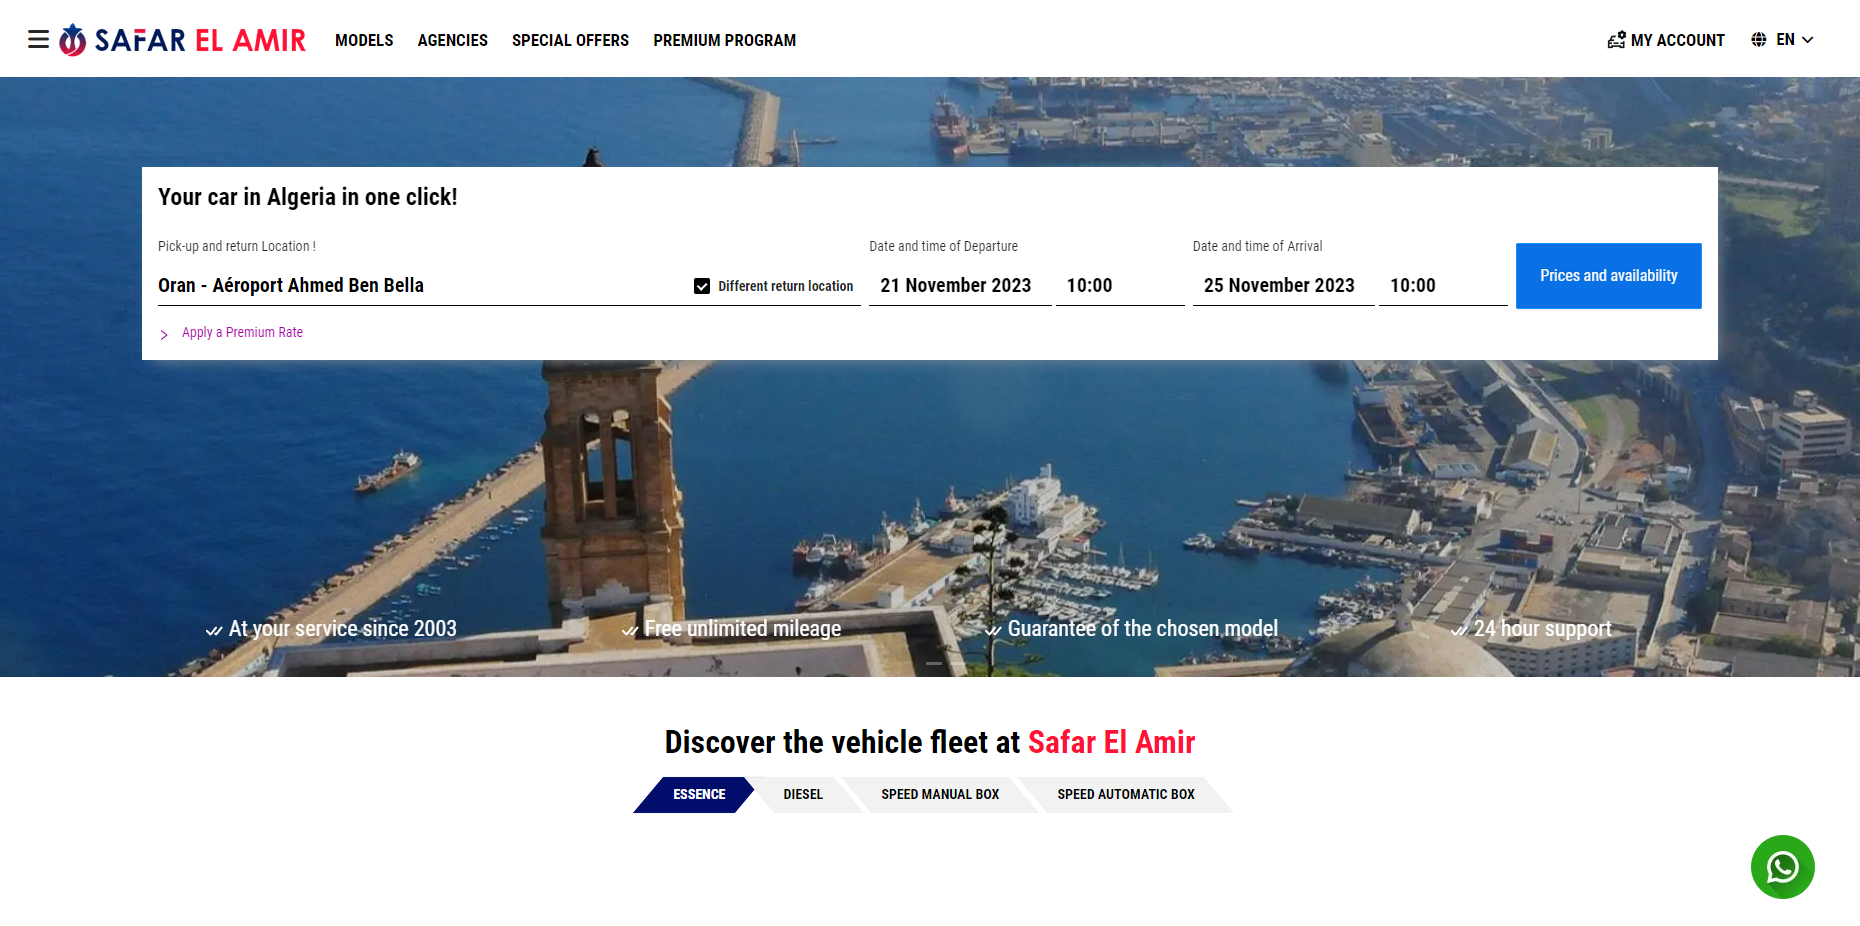 SAFAR EL AMIR
MODELS
AGENCIES
SPECIAL OFFERS
PREMIUM PROGRAM
MY ACCOUNT
EN
Your car in Algeria in one click!
Pick-up and return Location !
Oran - Aéroport Ahmed Ben Bella
Different return location
Date and time of Departure
21 November 2023
10:00
Date and time of Arrival
25 November 2023
10:00
Prices and availability
Apply a Premium Rate
At your service since 2003
Free unlimited mileage
Guarantee of the chosen model
24 hour support
Discover the vehicle fleet at Safar El Amir
ESSENCE
DIESEL
SPEED MANUAL BOX
SPEED AUTOMATIC BOX